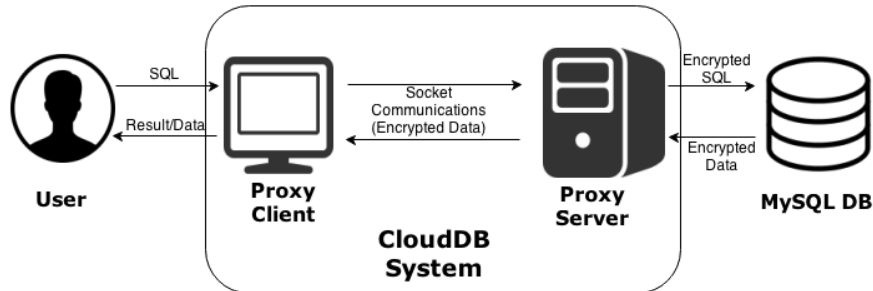 SQL
Result/Data
User
Proxy
Client
Socket
Communications
(Encrypted Data)
Proxy
Server
Encrypted
SQL
Encrypted
Data
MySQL DB
CloudDB
System